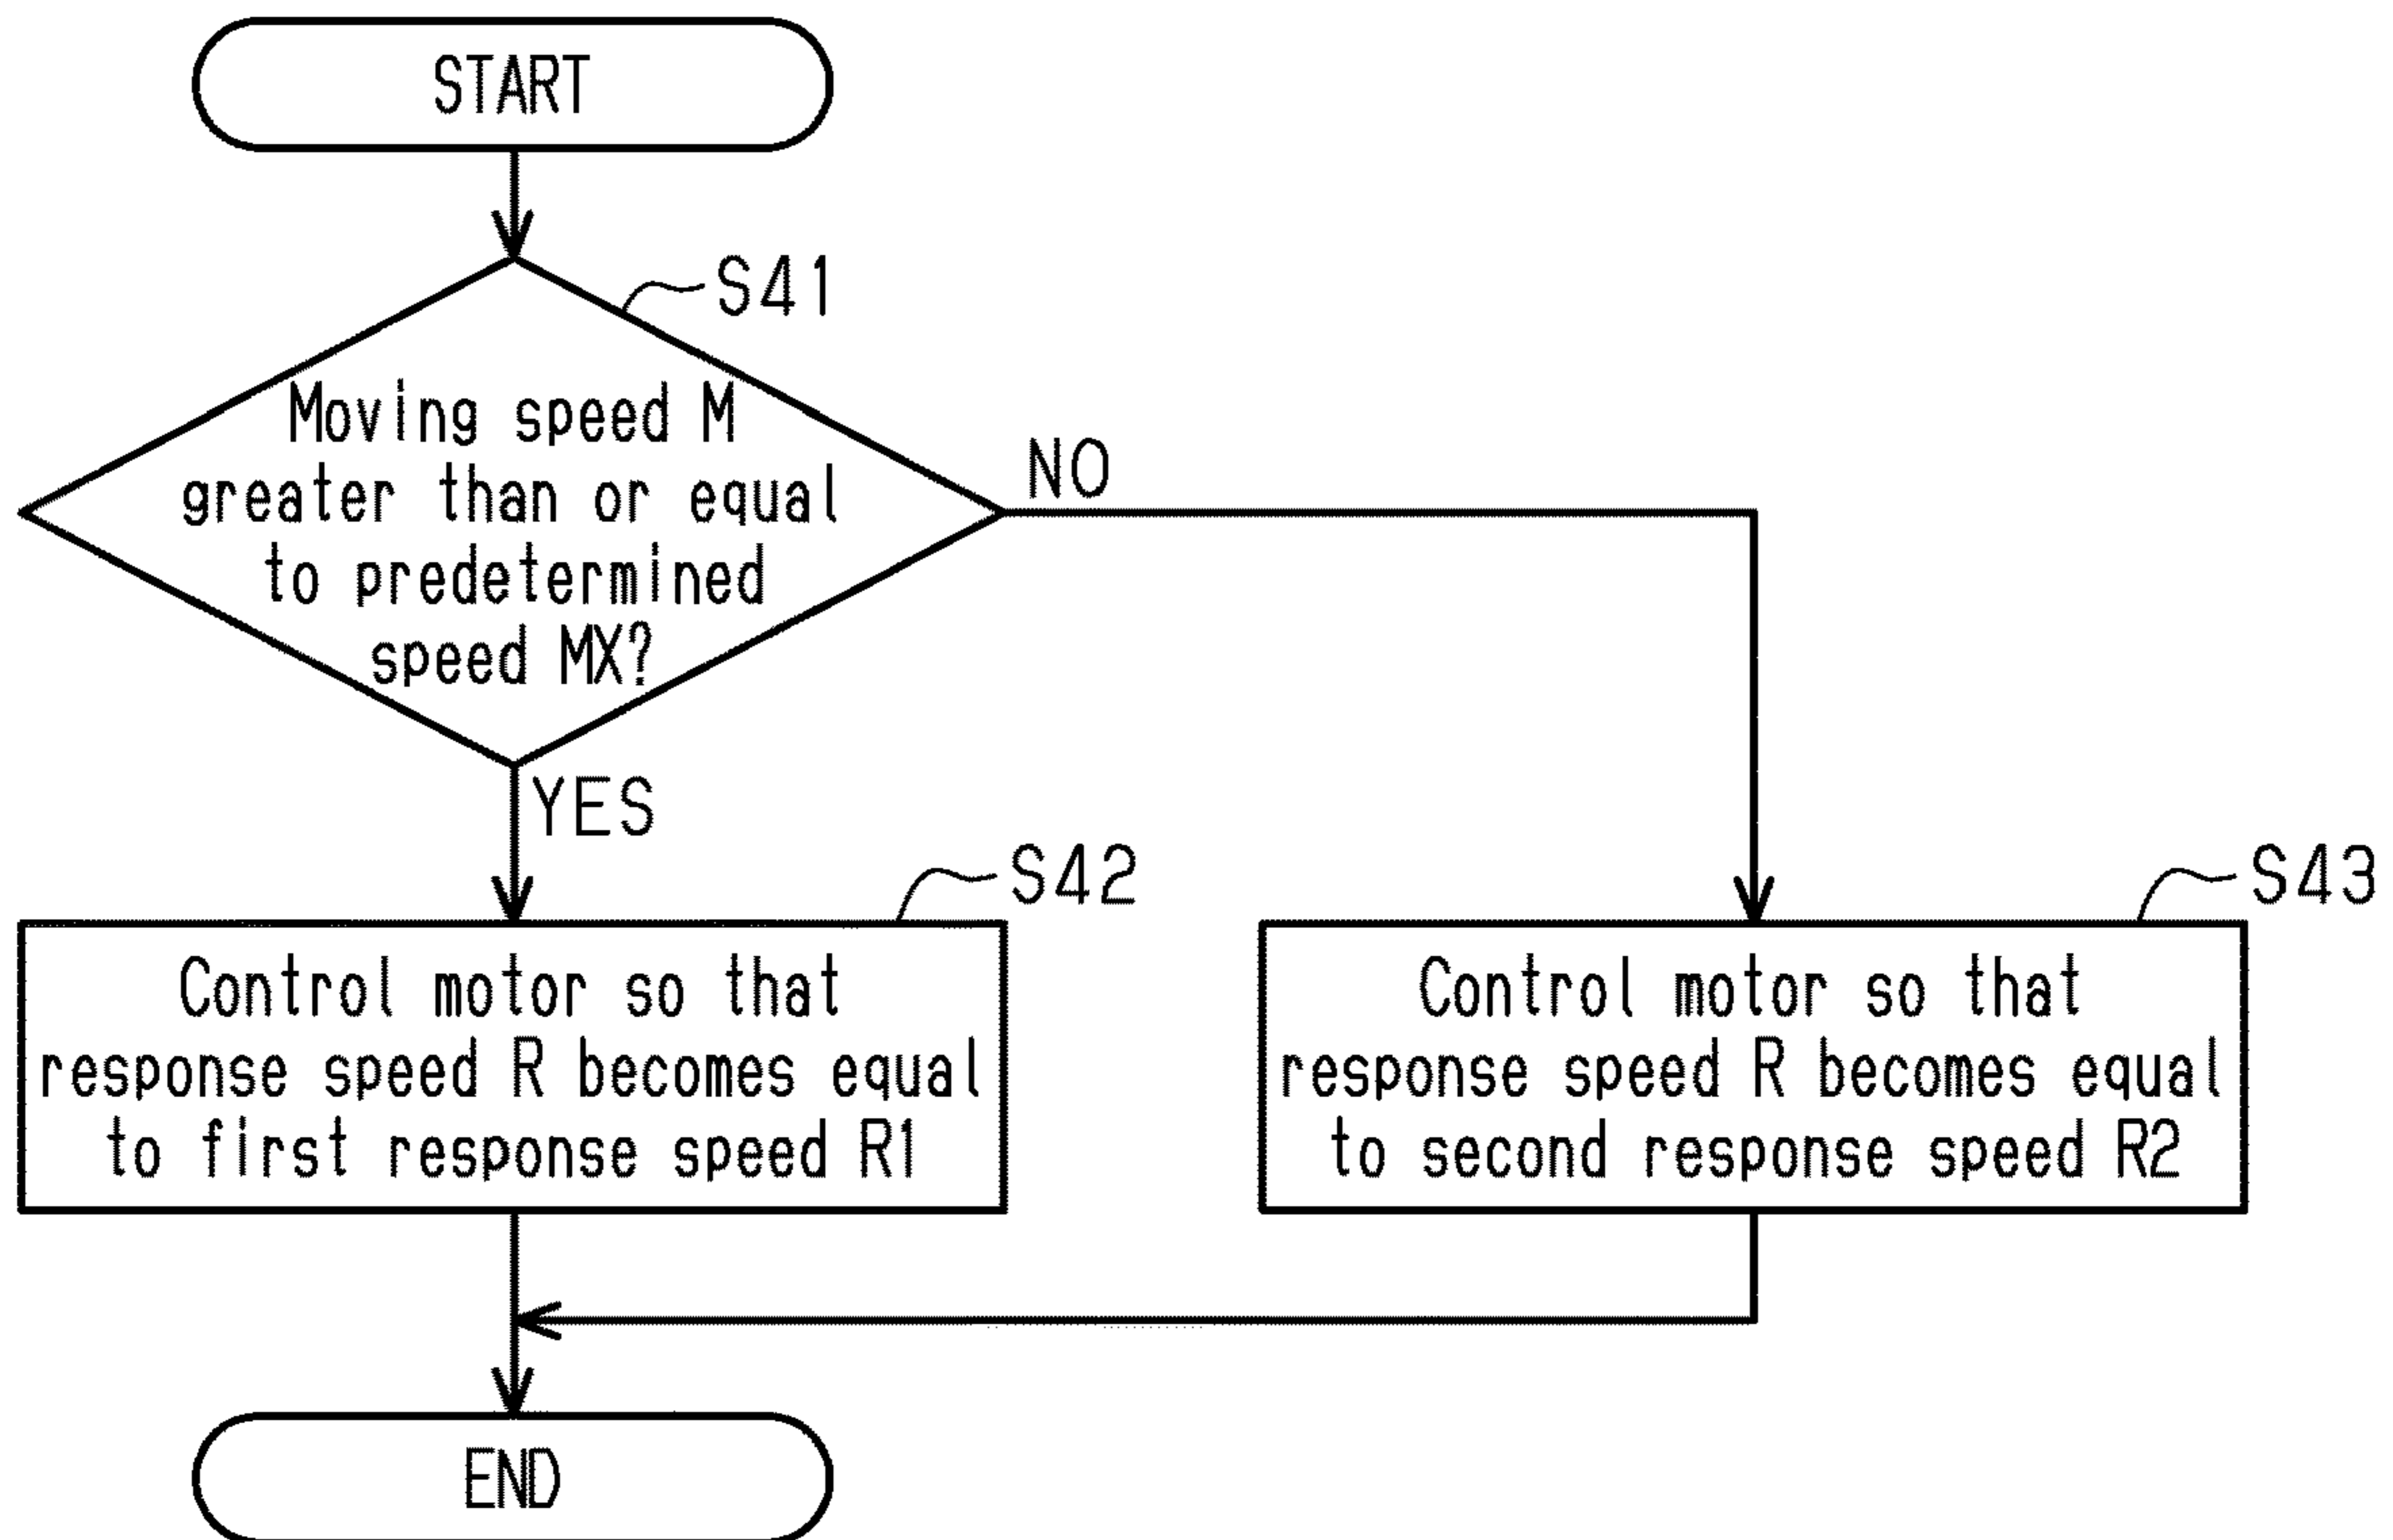 START
S41
Moving speed M
greater than or equal
to predetermined
speed MX?
NO
YES
S42
Control motor so that
response speed R becomes equal
to first response speed R1
S43
Control motor so that
response speed R becomes equal
to second response speed R2
END